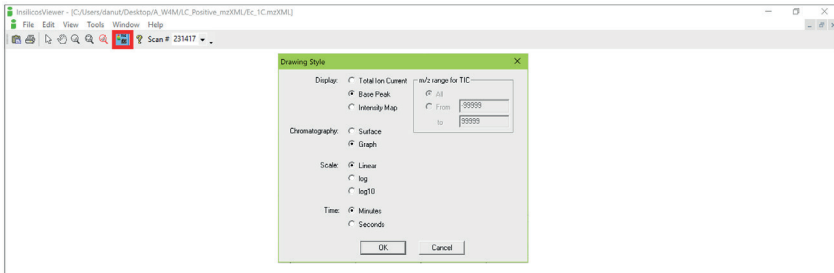 InsilicosViewer - [C:/Users/danut/Desktop/A_W4M/LC_Positive_mzXML/Ec_1C.mzXML]
File Edit View Tools Window Help
Scan # 231417
Drawing Style
Display: Total Ion Current
Base Peak
Intensity Map
m/z range for TIC
All
From -99999
to 99999
Chromatography: Surface
Graph
Scale: Linear
log
log10
Time: Minutes
Seconds
OK Cancel